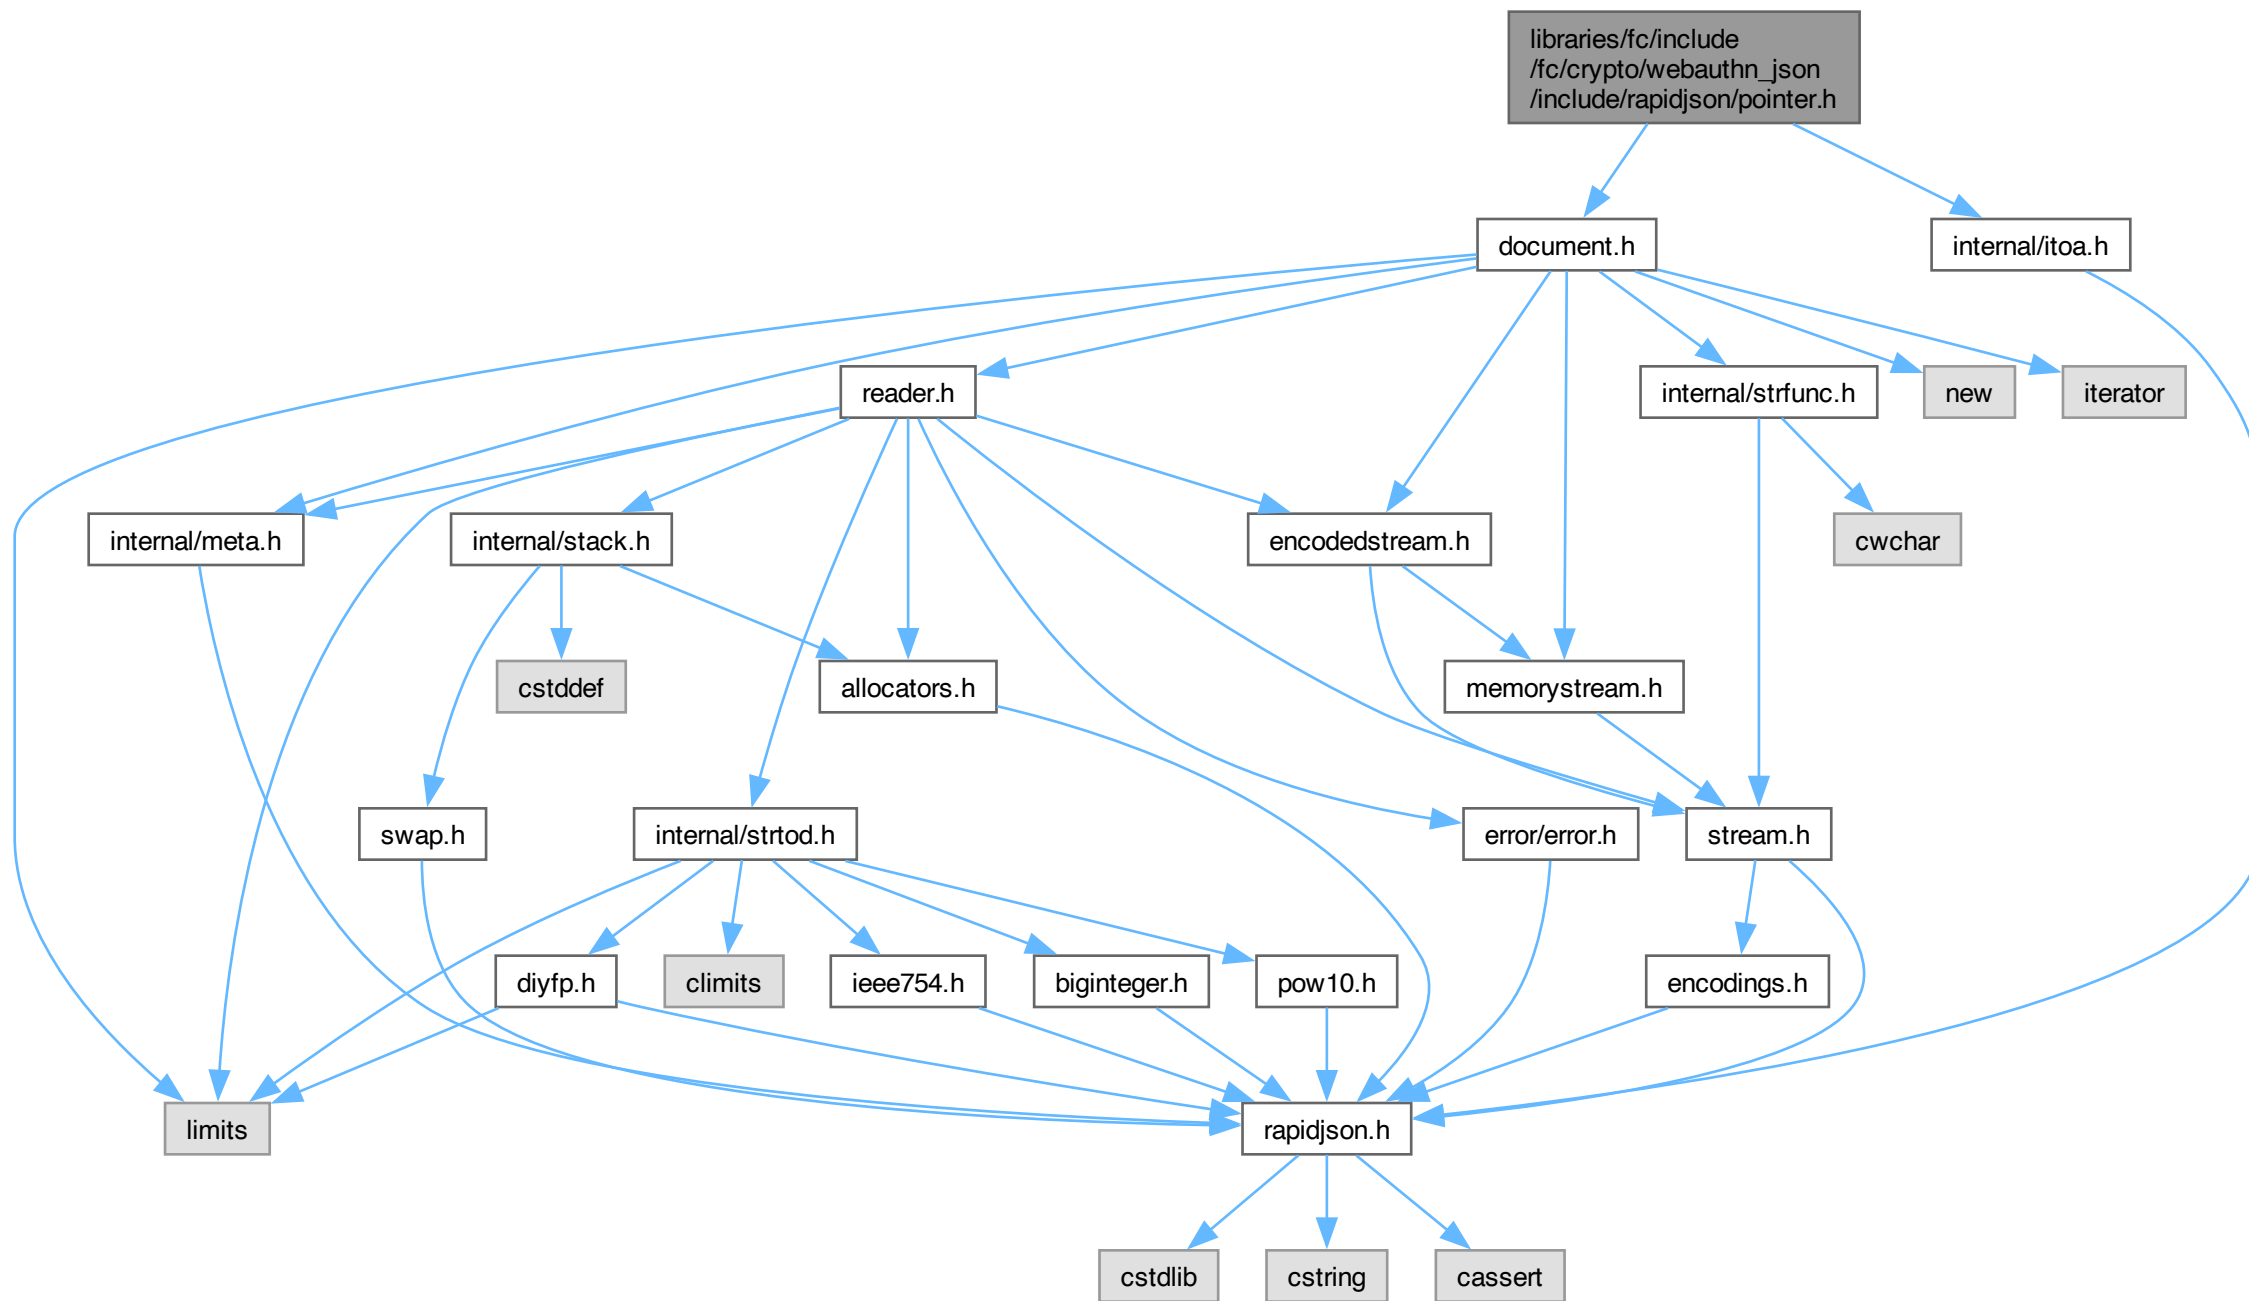 libraries/fc/include
/fc/crypto/webauthn_json
/include/rapidjson/pointer.h
document.h
internal/itoa.h
reader.h
internal/strfunc.h
new
iterator
internal/meta.h
internal/stack.h
encodedstream.h
cwchar
cstddef
allocators.h
memorystream.h
swap.h
internal/strtod.h
error/error.h
stream.h
diyfp.h
climits
ieee754.h
biginteger.h
pow10.h
encodings.h
limits
rapidjson.h
cstdlib
cstring
cassert